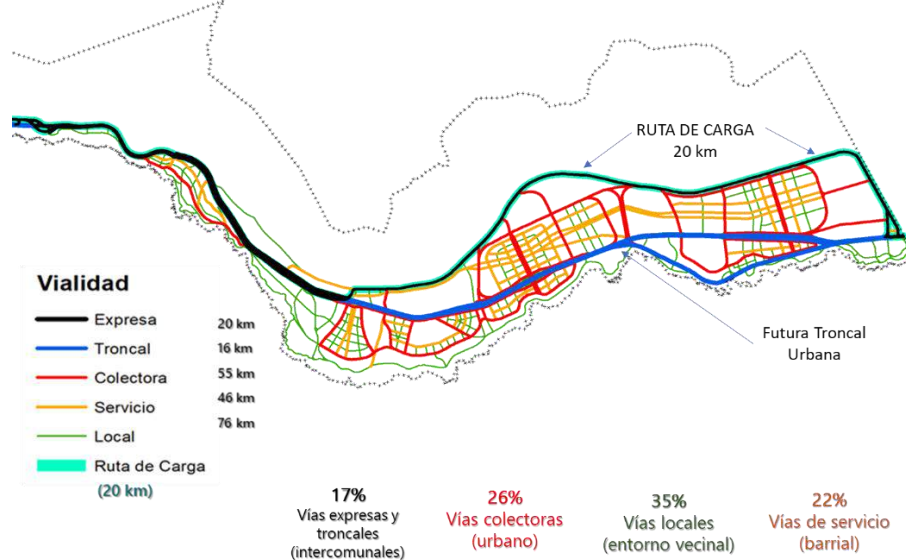 RUTA DE CARGA
20 km
Vialidad
Expresa 20 km
Troncal 16 km
Colectora 55 km
Servicio 46 km
Local 76 km
Ruta de Carga
(20 km)
Futura Troncal
Urbana
17%
Vías expresas y
troncales
(intercomunales)
26%
Vías colectoras
(urbano)
35%
Vías locales
(entorno vecinal)
22%
Vías de servicio
(barrial)